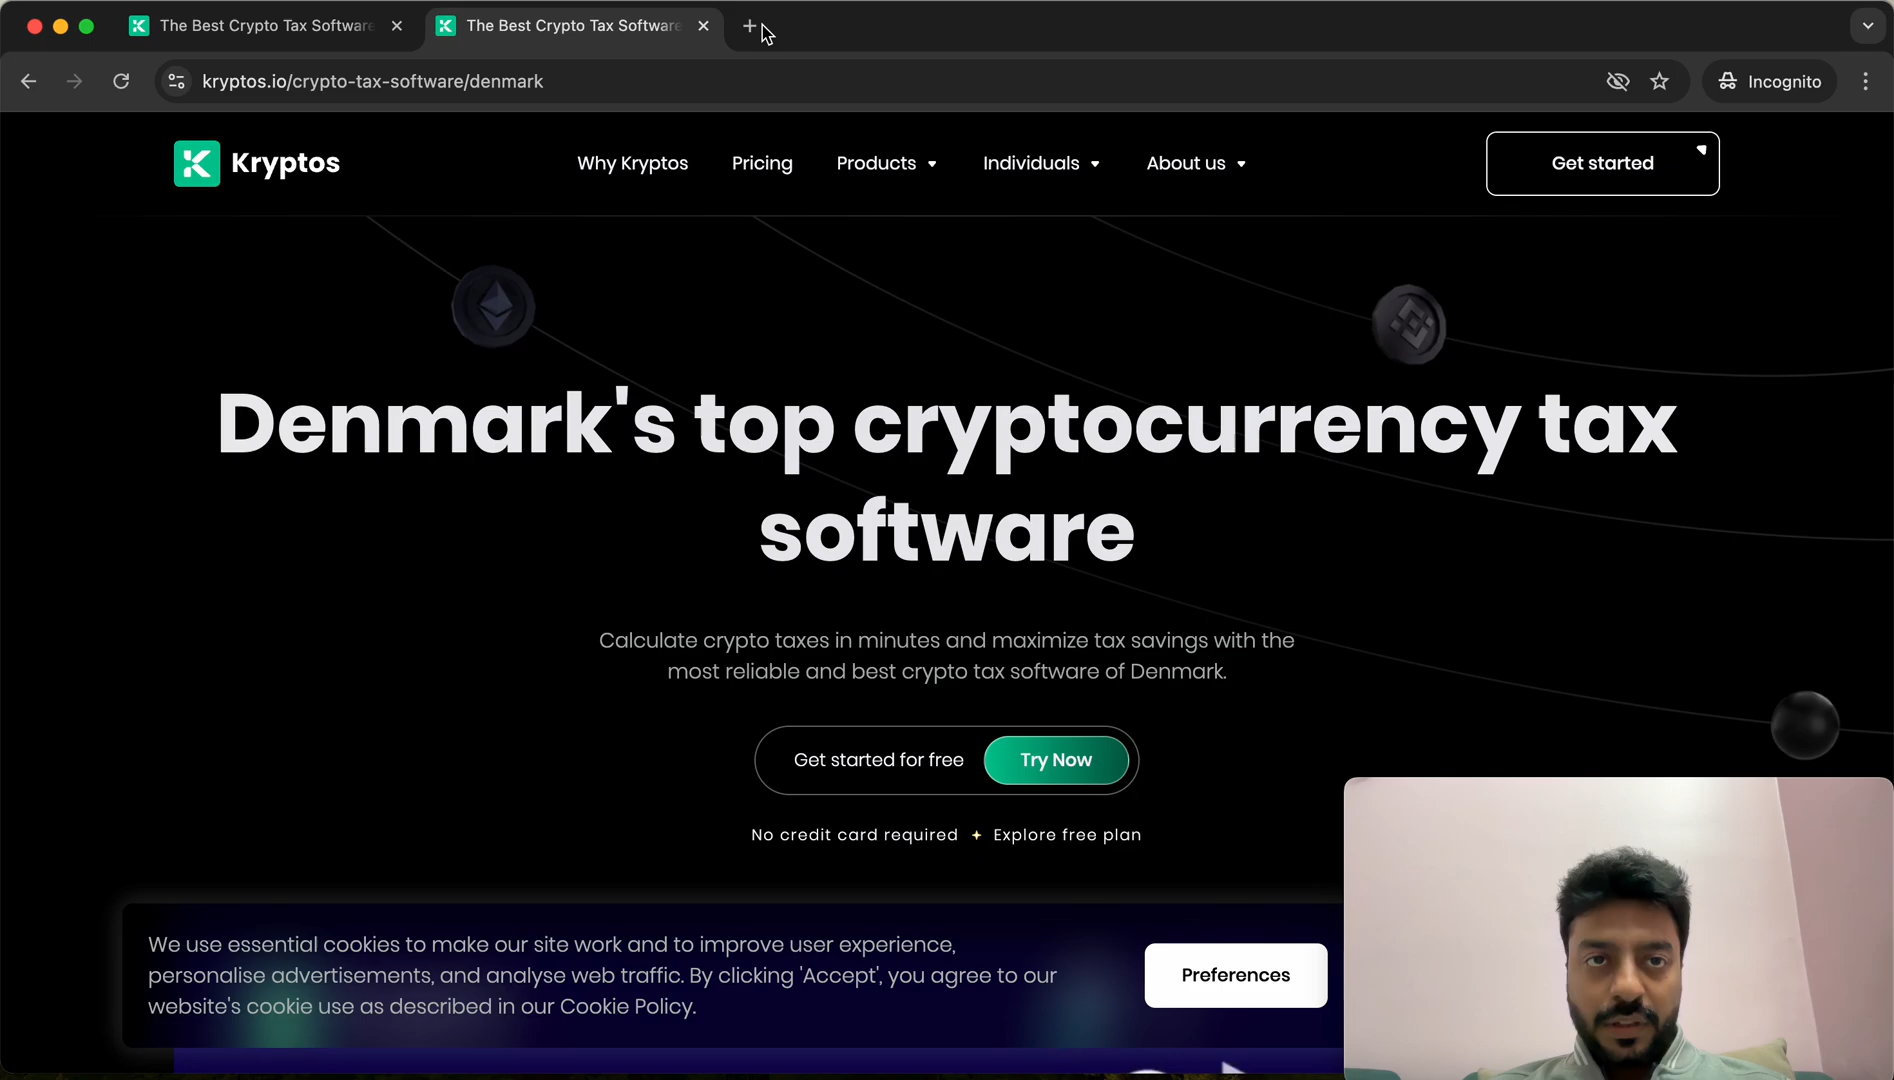 The Best Crypto Tax Software
The Best Crypto Tax Software
kryptos.io/crypto-tax-software/denmark
Incognito
Kryptos
Why Kryptos
Pricing
Products
Individuals
About us
Get started
Denmark's top cryptocurrency tax
software
Calculate crypto taxes in minutes and maximize tax savings with the
most reliable and best crypto tax software of Denmark.
Get started for free
Try Now
No credit card required
Explore free plan
We use essential cookies to make our site work and to improve user experience,
personalise advertisements, and analyse web traffic. By clicking 'Accept', you agree to our
website's cookie use as described in our Cookie Policy.
Preferences